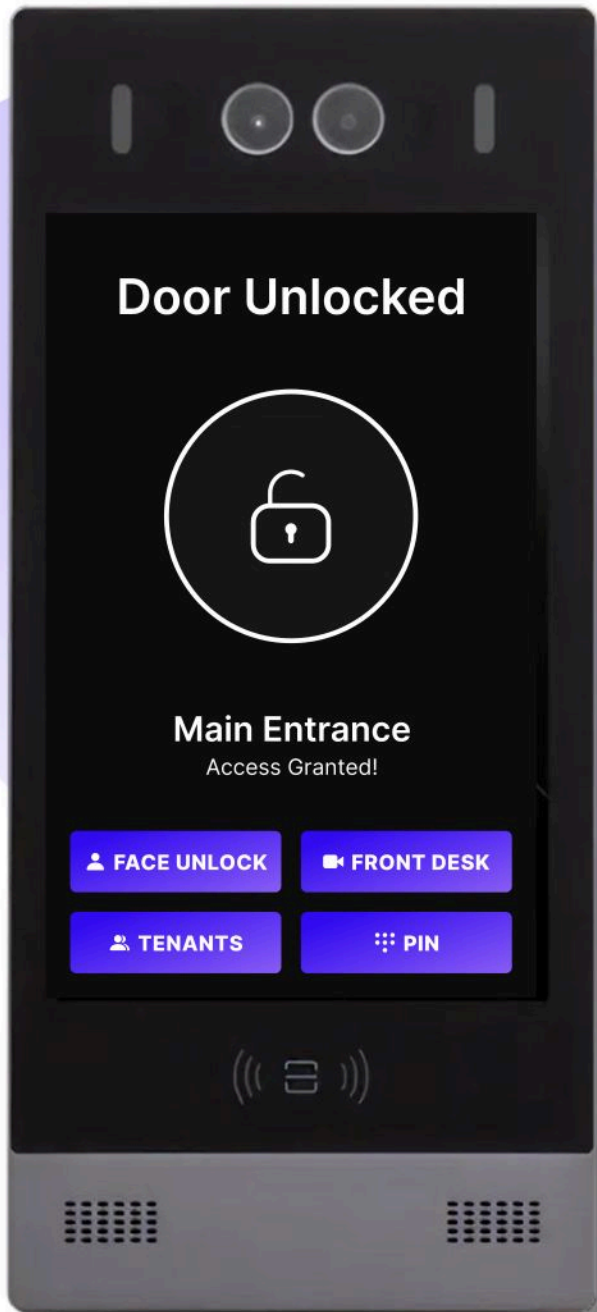 Door Unlocked
Main Entrance
Access Granted!
FACE UNLOCK
FRONT DESK
TENANTS
PIN